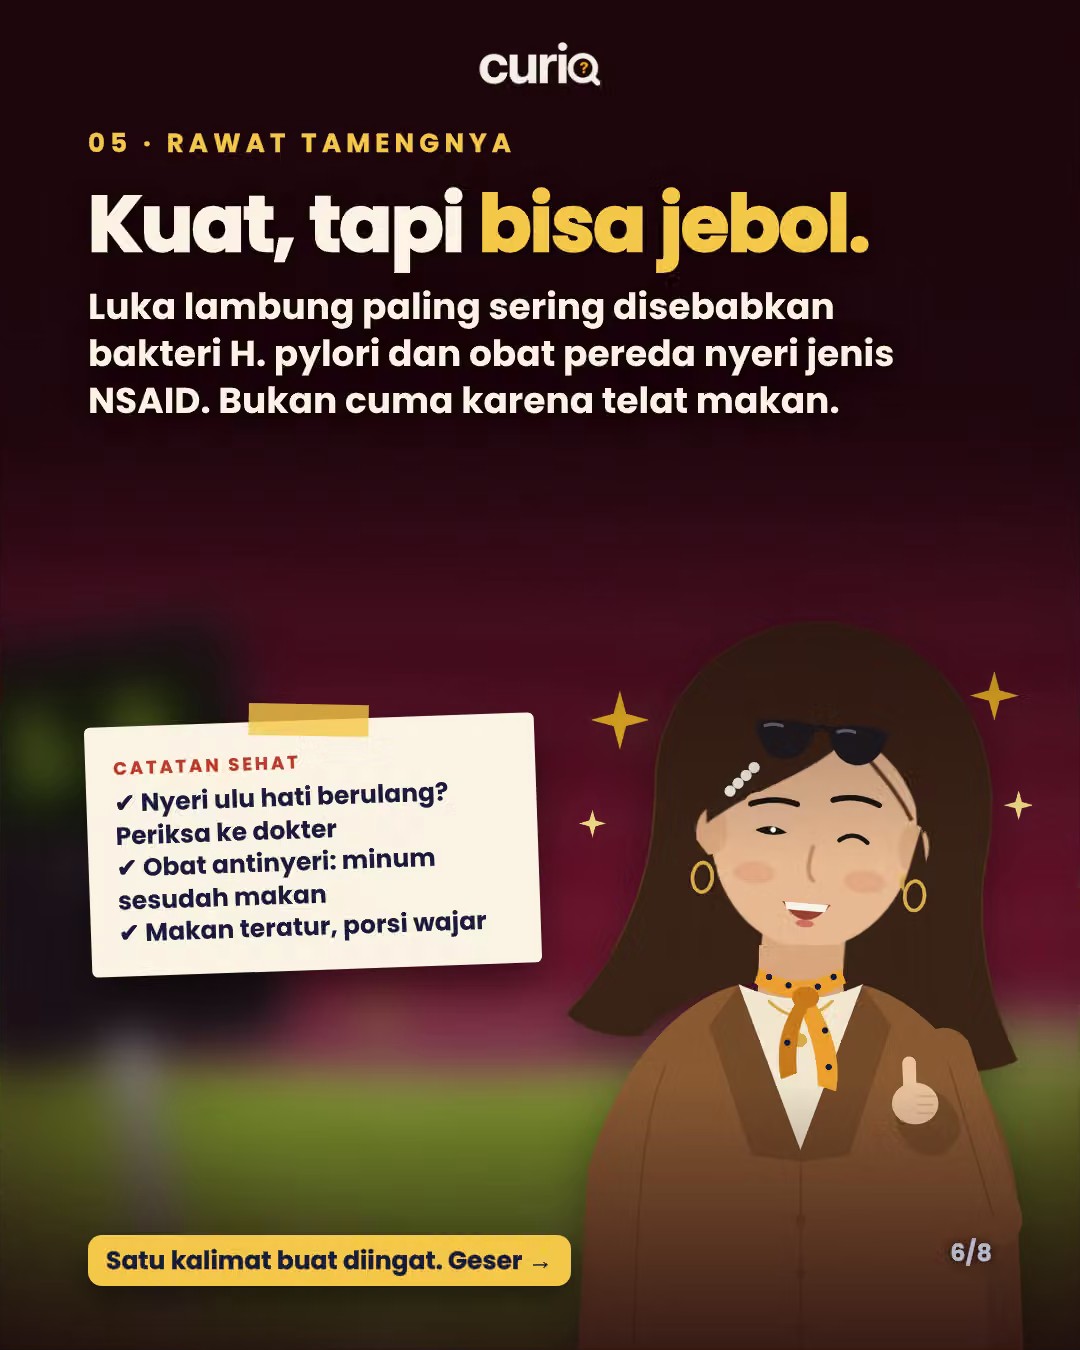 curiQ?
05 · RAWAT TAMENGNYA
Kuat, tapi bisa jebol.
Luka lambung paling sering disebabkan
bakteri H. pylori dan obat pereda nyeri jenis
NSAID. Bukan cuma karena telat makan.
CATATAN SEHAT
✔ Nyeri ulu hati berulang?
Periksa ke dokter
✔ Obat antinyeri: minum
sesudah makan
✔ Makan teratur, porsi wajar
Satu kalimat buat diingat. Geser →
6/8